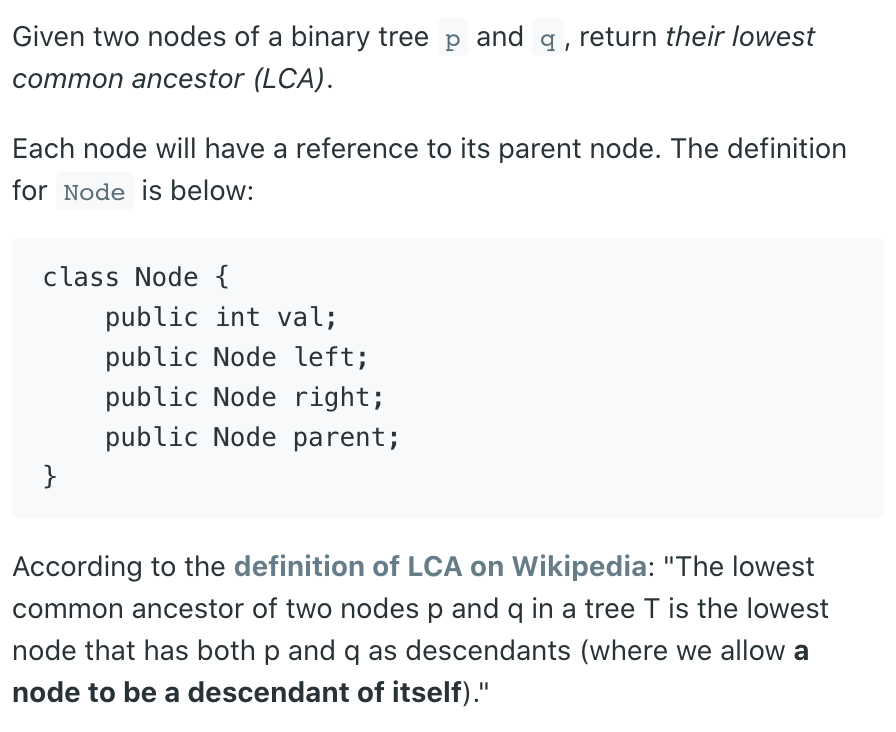 Given two nodes of a binary tree p and q, return their lowest
common ancestor (LCA).
Each node will have a reference to its parent node. The definition
for Node is below:
class Node {
    public int val;
    public Node left;
    public Node right;
    public Node parent;
}
According to the definition of LCA on Wikipedia: "The lowest
common ancestor of two nodes p and q in a tree T is the lowest
node that has both p and q as descendants (where we allow a
node to be a descendant of itself)."